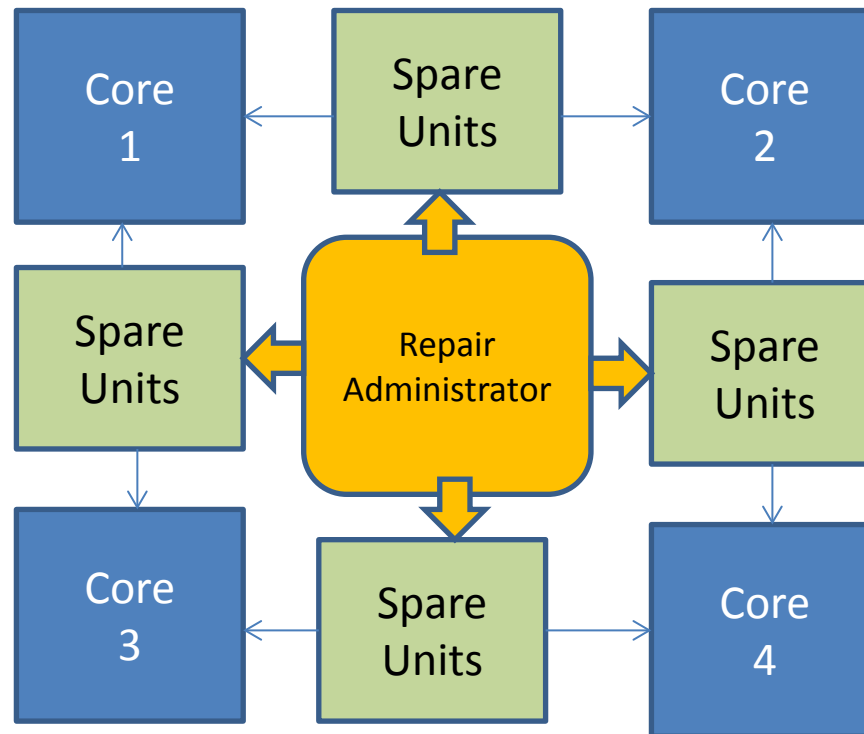 Core
1
Spare
Units
Core
2
Spare
Units
Repair
Administrator
Spare
Units
Core
3
Spare
Units
Core
4